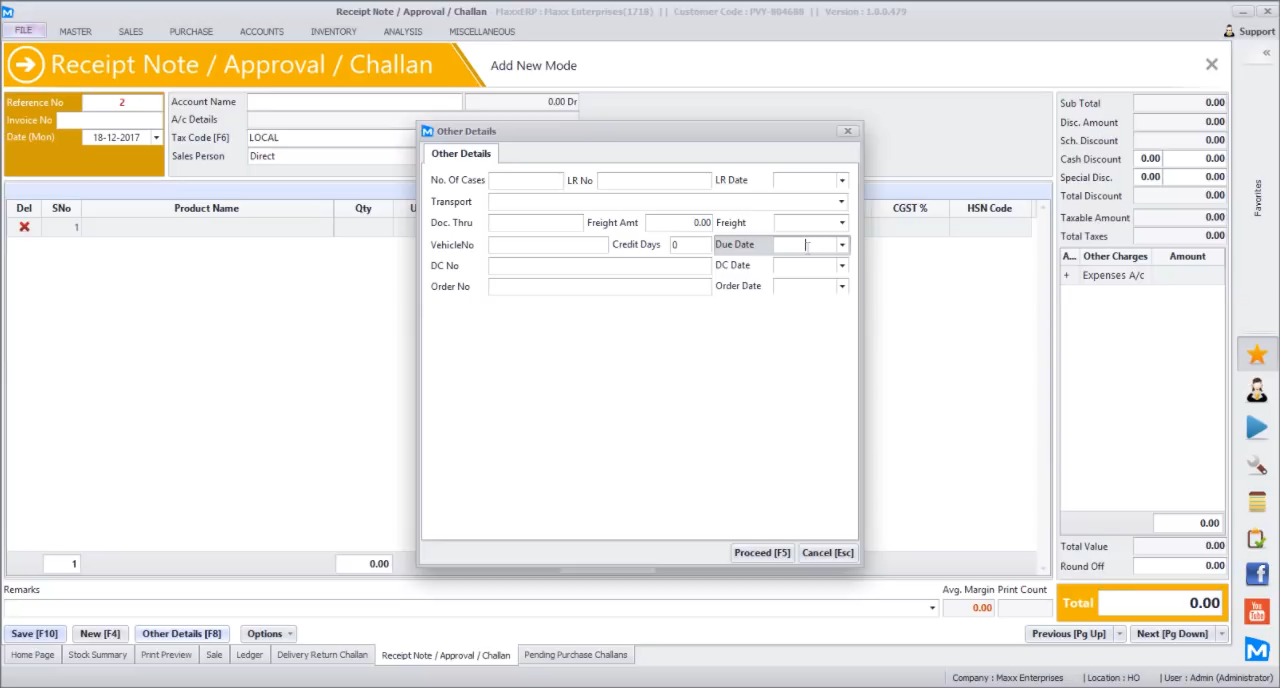 Receipt Note / Approval / Challan MaxxERP : Maxx Enterprises(1718) || Customer Code : PVY-804688 || Version : 1.0.0.479
FILE MASTER SALES PURCHASE ACCOUNTS INVENTORY ANALYSIS MISCELLANEOUS Support
Receipt Note / Approval / Challan Add New Mode
Reference No 2 Account Name 0.00 Dr
Invoice No A/c Details
Date (Mon) 18-12-2017 Tax Code [F6] LOCAL
Sales Person Direct
Del SNo Product Name Qty U CGST % HSN Code
1
1 0.00
Other Details
Other Details
No. Of Cases LR No LR Date
Transport
Doc. Thru Freight Amt 0.00 Freight
VehicleNo Credit Days 0 Due Date
DC No DC Date
Order No Order Date
Proceed [F5] Cancel [Esc]
Sub Total 0.00
Disc. Amount 0.00
Sch. Discount 0.00
Cash Discount 0.00 0.00
Special Disc. 0.00 0.00
Total Discount 0.00
Taxable Amount 0.00
Total Taxes 0.00
A... Other Charges Amount
+ Expenses A/c
0.00
Total Value 0.00
Round Off 0.00
Total 0.00
Favorites
Remarks Avg. Margin Print Count
0.00
Save [F10] New [F4] Other Details [F8] Options Previous [Pg Up] Next [Pg Down]
Home Page Stock Summary Print Preview Sale Ledger Delivery Return Challan Receipt Note / Approval / Challan Pending Purchase Challans
You Tube
Company : Maxx Enterprises | Location : HO | User : Admin (Administrator)